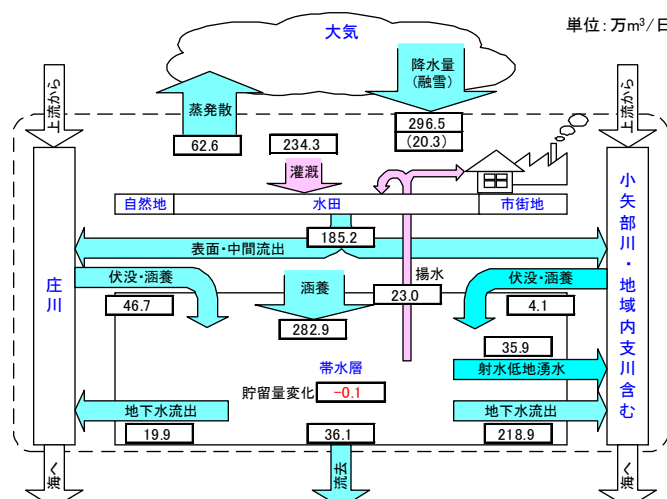 大気
単位:万m³/日
降水量
(融雪)
蒸発散
上流から
上流から
62.6
234.3
296.5
(20.3)
灌漑
自然地
水田
市街地
185.2
表面・中間流出
庄川
小矢部川・地域内支川含む
伏没・涵養
46.7
涵養
282.9
揚水
23.0
伏没・涵養
4.1
35.9
射水低地湧水
帯水層
貯留量変化
-0.1
地下水流出
19.9
36.1
地下水流出
218.9
海へ
流去
海へ